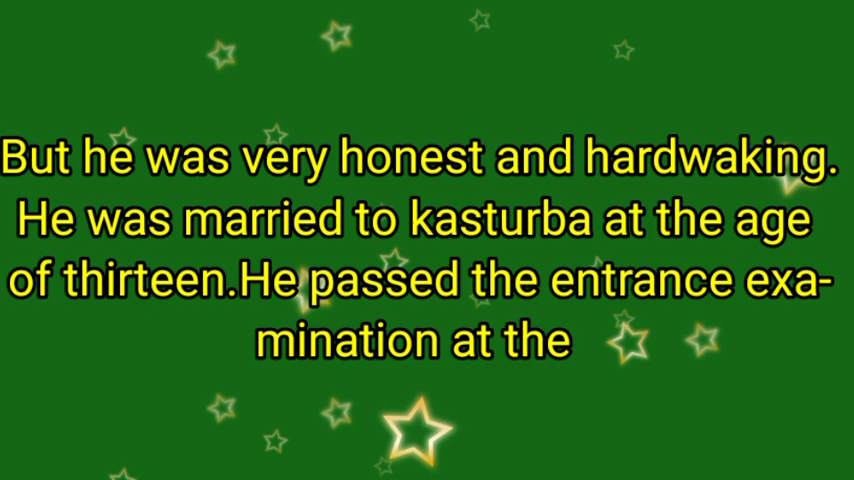 But he was very honest and hardwaking.
He was married to kasturba at the age
of thirteen.He passed the entrance exa-
mination at the